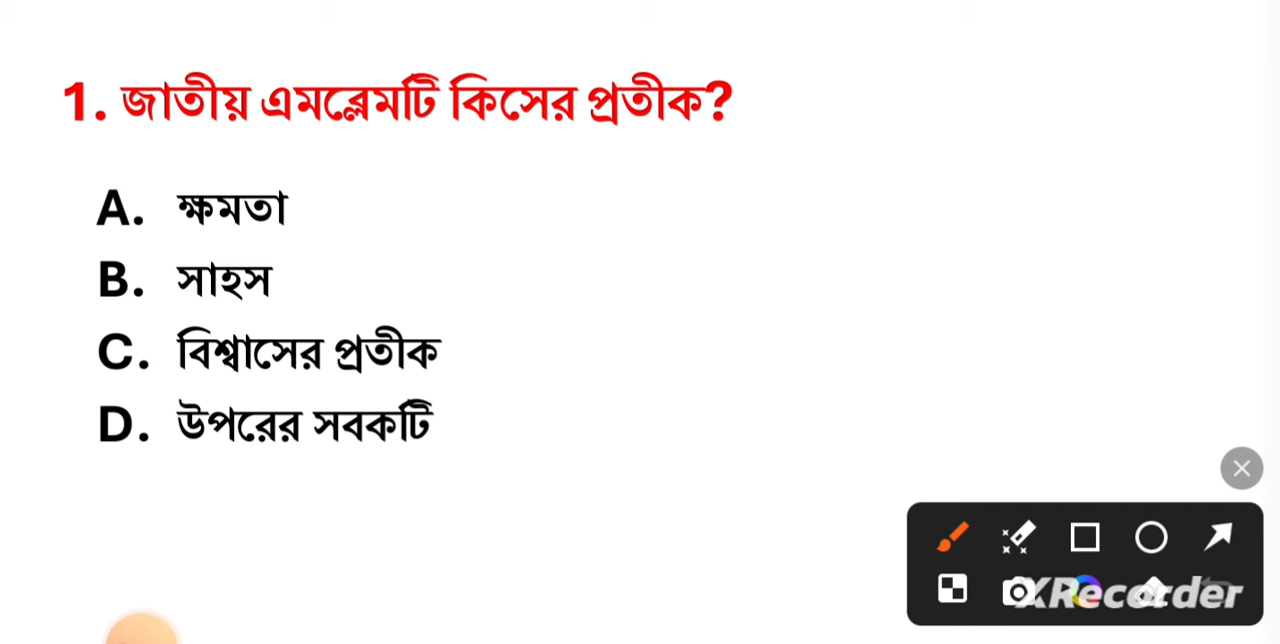 1. জাতীয় এমব্লেমটি কিসের প্রতীক?
A. ক্ষমতা
B. সাহস
C. বিশ্বাসের প্রতীক
D. উপরের সবকটি
XRecorder